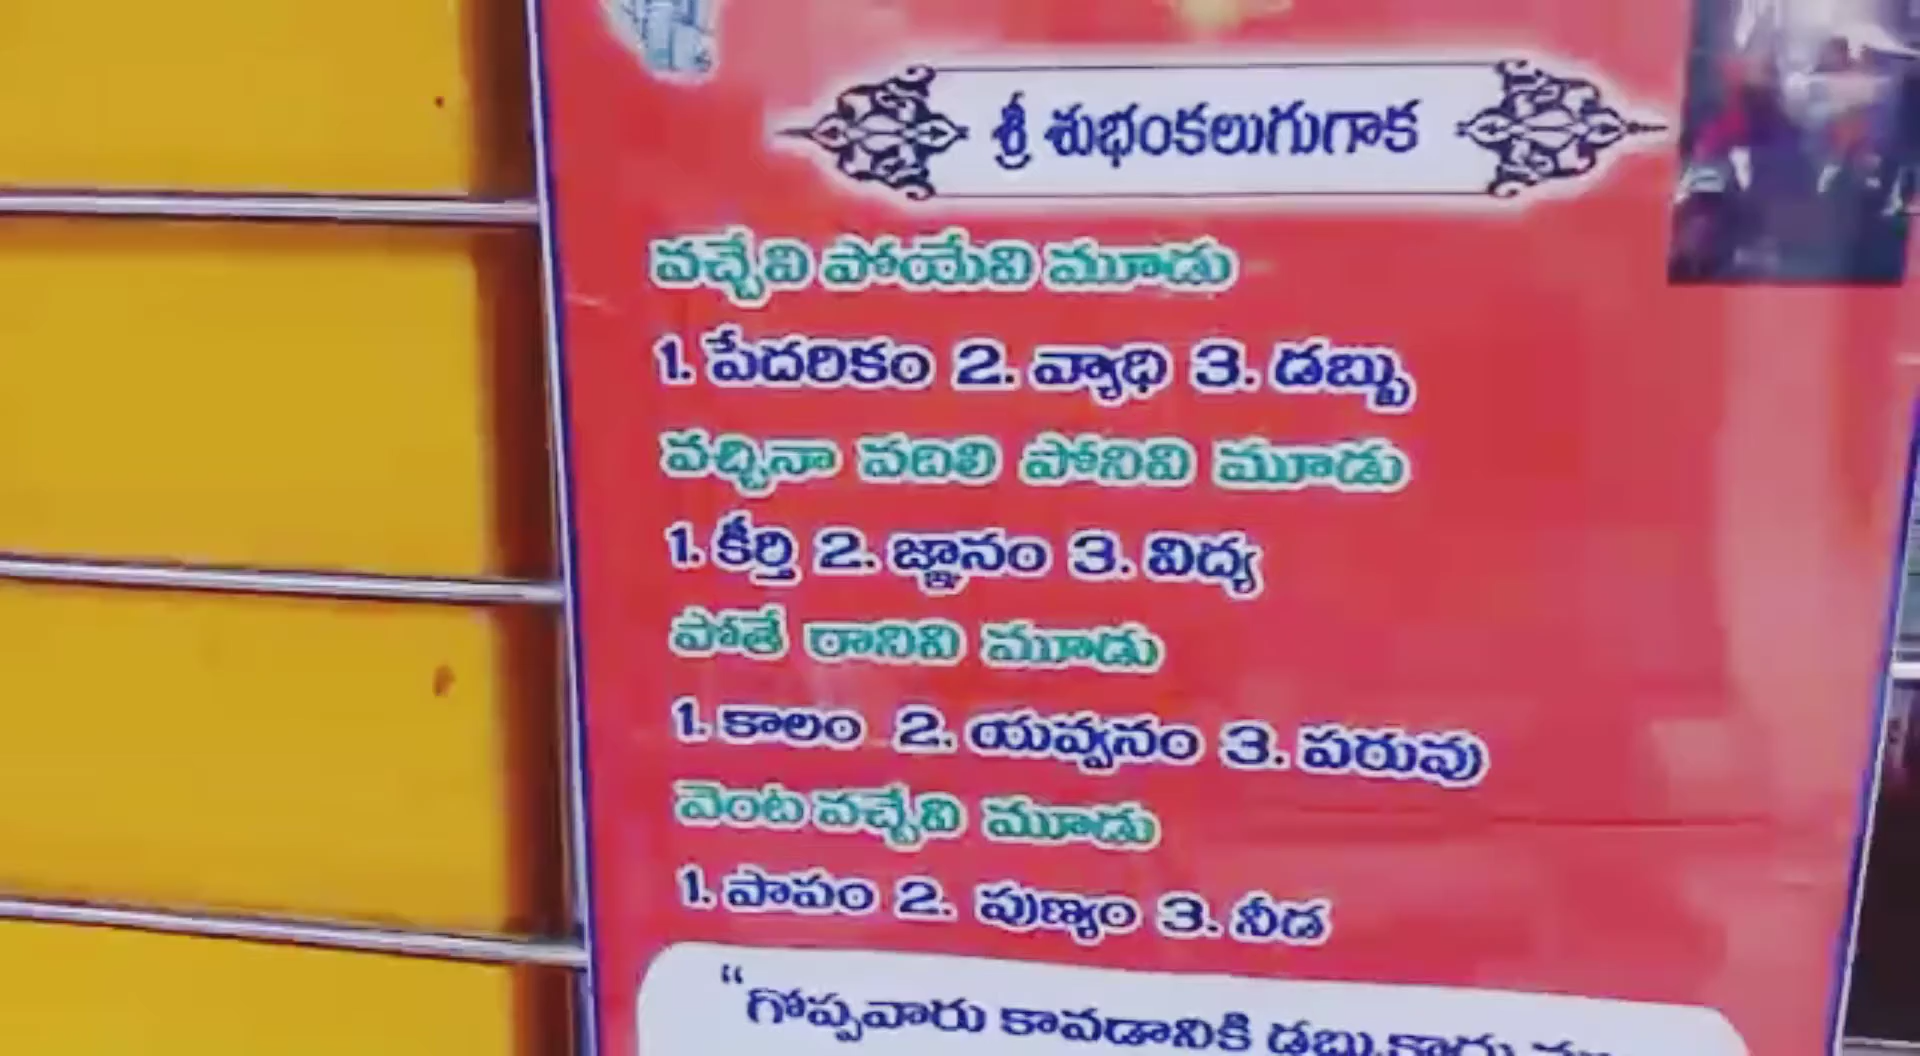 శ్రీ శుభంకలుగుగాక
వచ్చేవి పోయేవి మూడు
1. పేదరికం 2. వ్యాధి 3. డబ్బు
వచ్చినా వదిలి పోనివి మూడు
1. కీర్తి 2. జ్ఞానం 3. విద్య
పోతే రానివి మూడు
1. కాలం 2. యవ్వనం 3. పరువు
వెంట వచ్చేవి మూడు
1. పాపం 2. పుణ్యం 3. నీడ
“గోప్పవారు కావడానికి డబ్బుకాదు